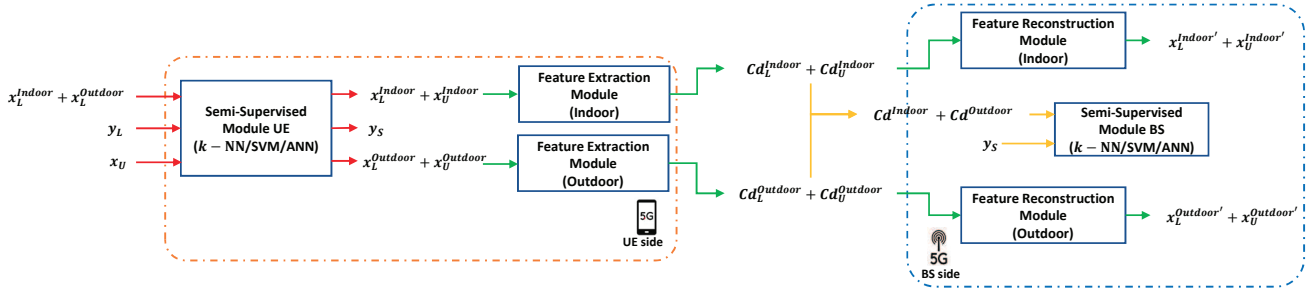 x_L^Indoor + x_L^Outdoor
y_L
x_U
Semi-Supervised
Module UE
(k − NN/SVM/ANN)
x_L^Indoor + x_U^Indoor
y_S
x_L^Outdoor + x_U^Outdoor
Feature Extraction
Module
(Indoor)
Feature Extraction
Module
(Outdoor)
5G
UE side
Cd_L^Indoor + Cd_U^Indoor
Cd_L^Outdoor + Cd_U^Outdoor
Cd^Indoor + Cd^Outdoor
y_S
Feature Reconstruction
Module
(Indoor)
x_L^Indoor' + x_U^Indoor'
Semi-Supervised
Module BS
(k − NN/SVM/ANN)
Feature Reconstruction
Module
(Outdoor)
x_L^Outdoor' + x_U^Outdoor'
5G
BS side